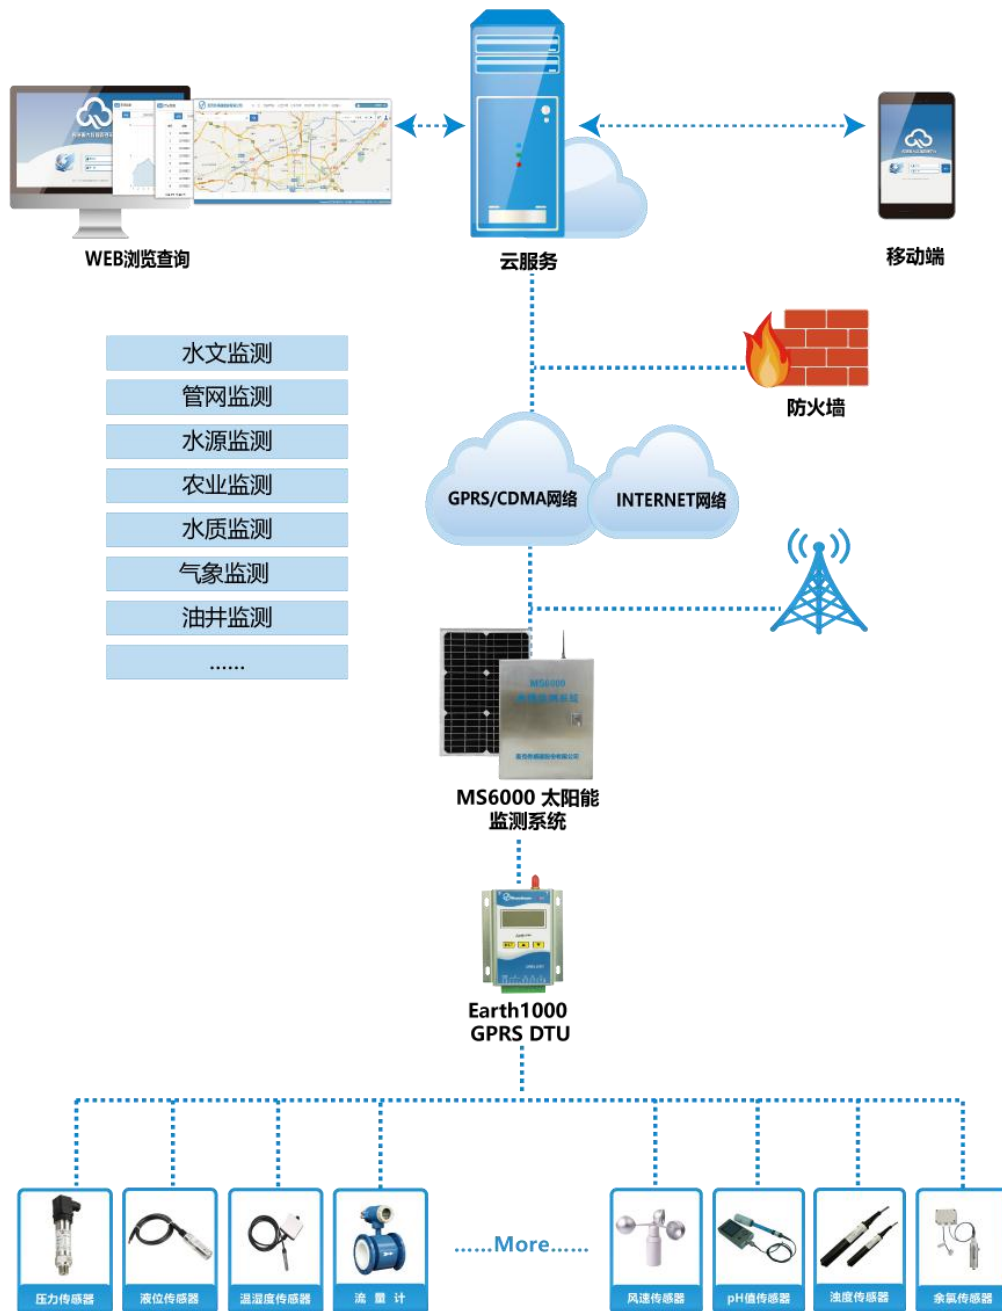 WEB浏览查询
云服务
移动端
水文监测
管网监测
水源监测
农业监测
水质监测
气象监测
油井监测
......
防火墙
GPRS/CDMA网络
INTERNET网络
MS6000
MS6000 太阳能
监测系统
Earth1000
GPRS DTU
压力传感器
液位传感器
温湿度传感器
流量计
......More......
风速传感器
pH值传感器
浊度传感器
余氯传感器